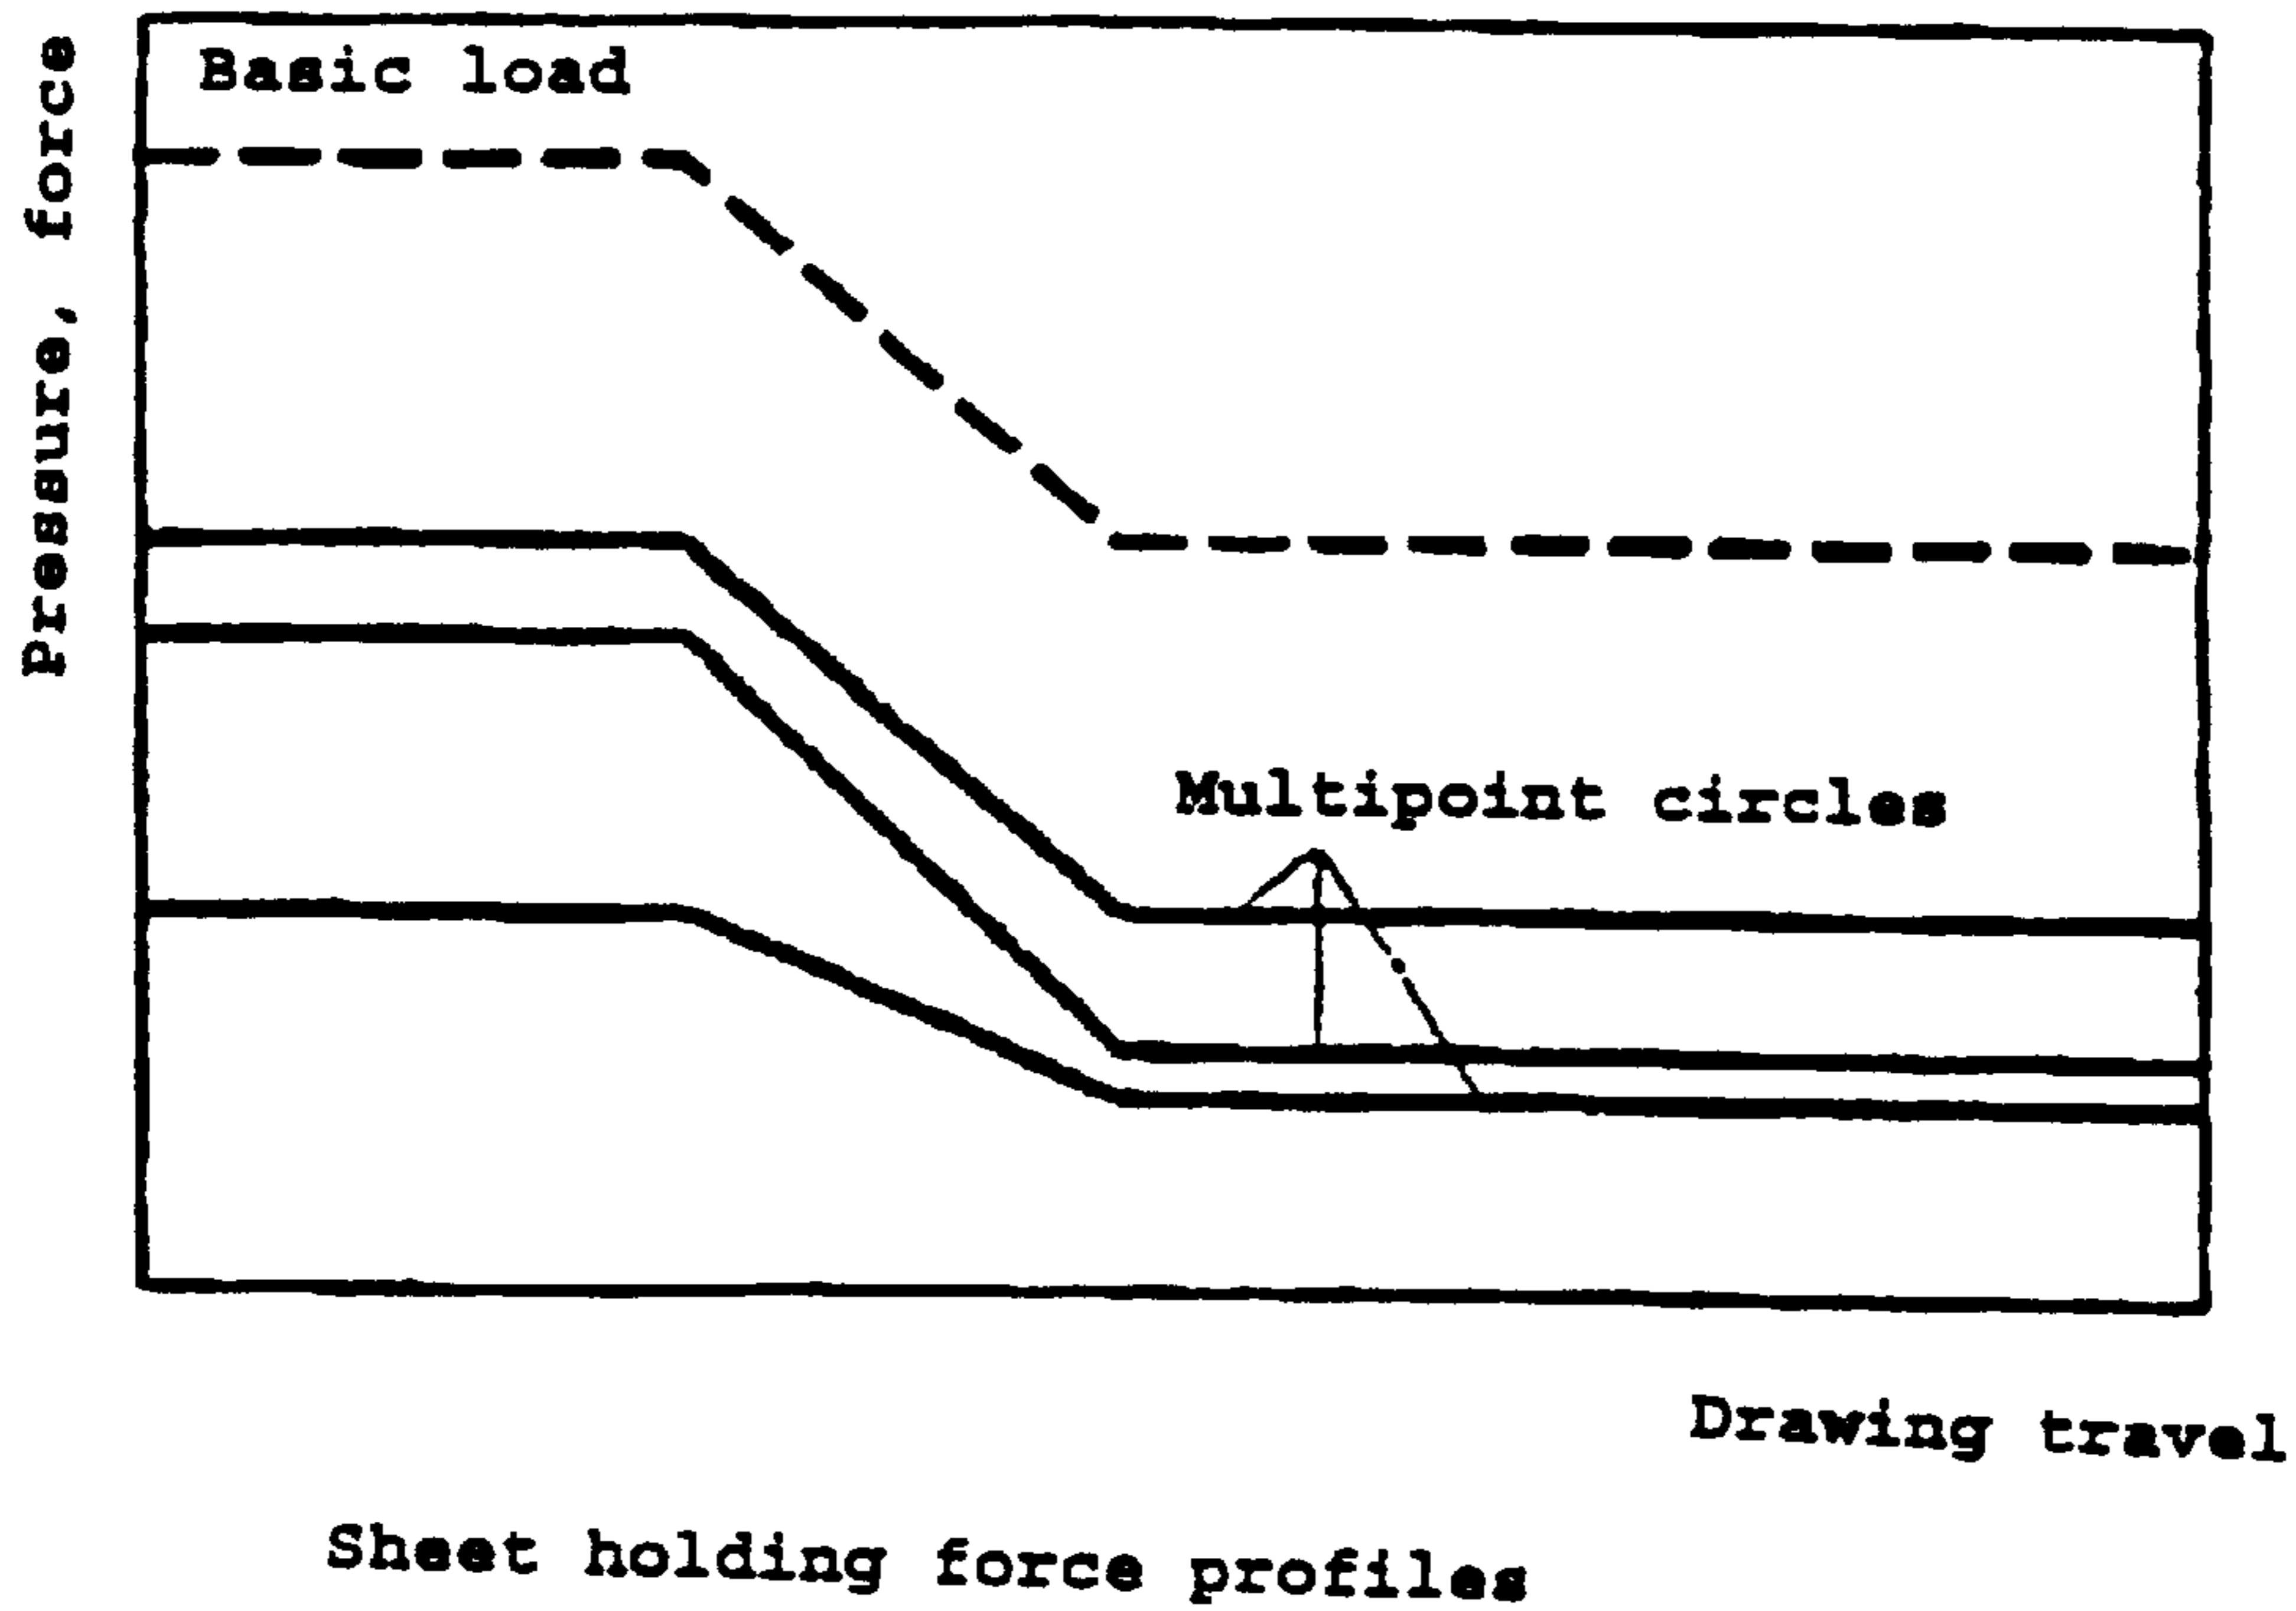 Pressure, force
Basic load
Multipoint circles
Drawing travel
Sheet holding force profiles